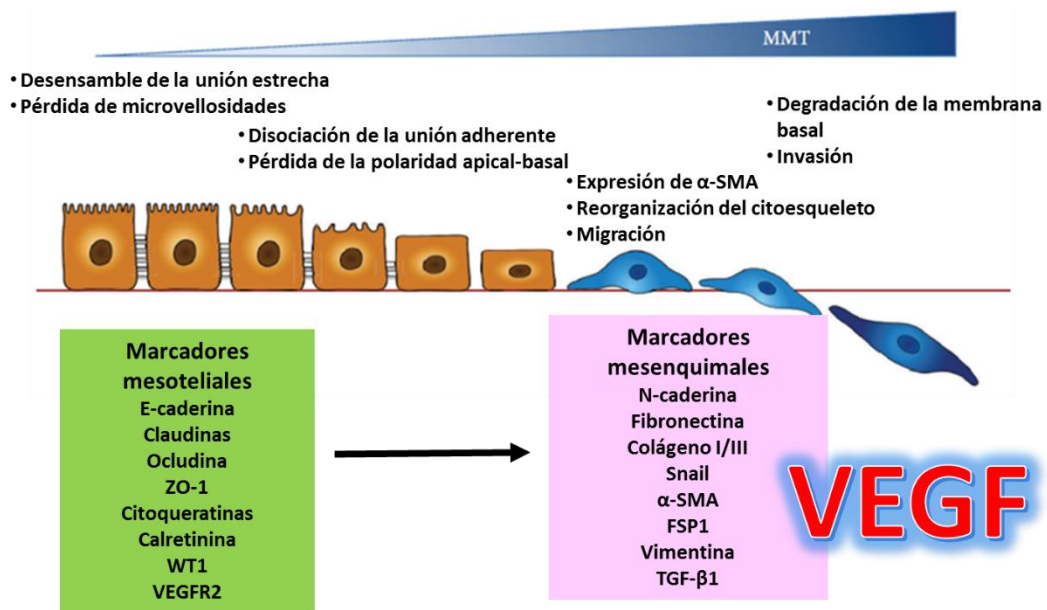 MMT
• Desensamble de la unión estrecha
• Pérdida de microvellosidades
• Disociación de la unión adherente
• Pérdida de la polaridad apical-basal
• Expresión de α-SMA
• Reorganización del citoesqueleto
• Migración
• Degradación de la membrana
basal
• Invasión
Marcadores
mesoteliales
E-caderina
Claudinas
Ocludina
ZO-1
Citoqueratinas
Calretinina
WT1
VEGFR2
Marcadores
mesenquimales
N-caderina
Fibronectina
Colágeno I/III
Snail
α-SMA
FSP1
Vimentina
TGF-β1
VEGF